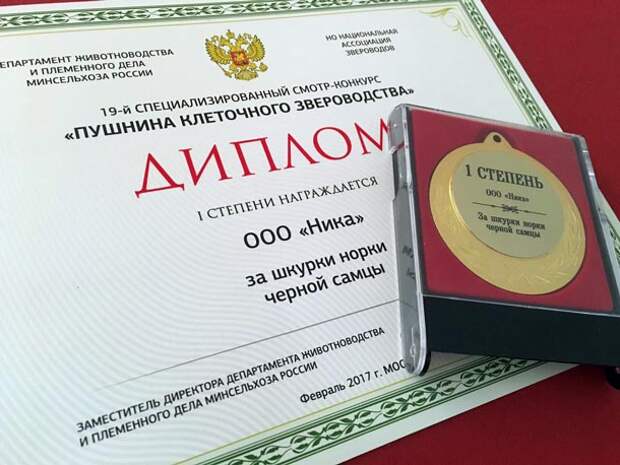 ДЕПАРТАМЕНТ ЖИВОТНОВОДСТВА
И ПЛЕМЕННОГО ДЕЛА
МИНСЕЛЬХОЗА РОССИИ
НО НАЦИОНАЛЬНАЯ
АССОЦИАЦИЯ
ЗВЕРОВОДОВ
19-й СПЕЦИАЛИЗИРОВАННЫЙ СМОТР-КОНКУРС
«ПУШНИНА КЛЕТОЧНОГО ЗВЕРОВОДСТВА»
ДИПЛОМ
I СТЕПЕНИ НАГРАЖДАЕТСЯ
ООО «Ника»
за шкурки норки
черной самцы
ЗАМЕСТИТЕЛЬ ДИРЕКТОРА ДЕПАРТАМЕНТА ЖИВОТНОВОДСТВА
И ПЛЕМЕННОГО ДЕЛА МИНСЕЛЬХОЗА РОССИИ
Февраль 2017 г. МОС
1 СТЕПЕНЬ
ООО «Ника»
За шкурки норки
черной самцы